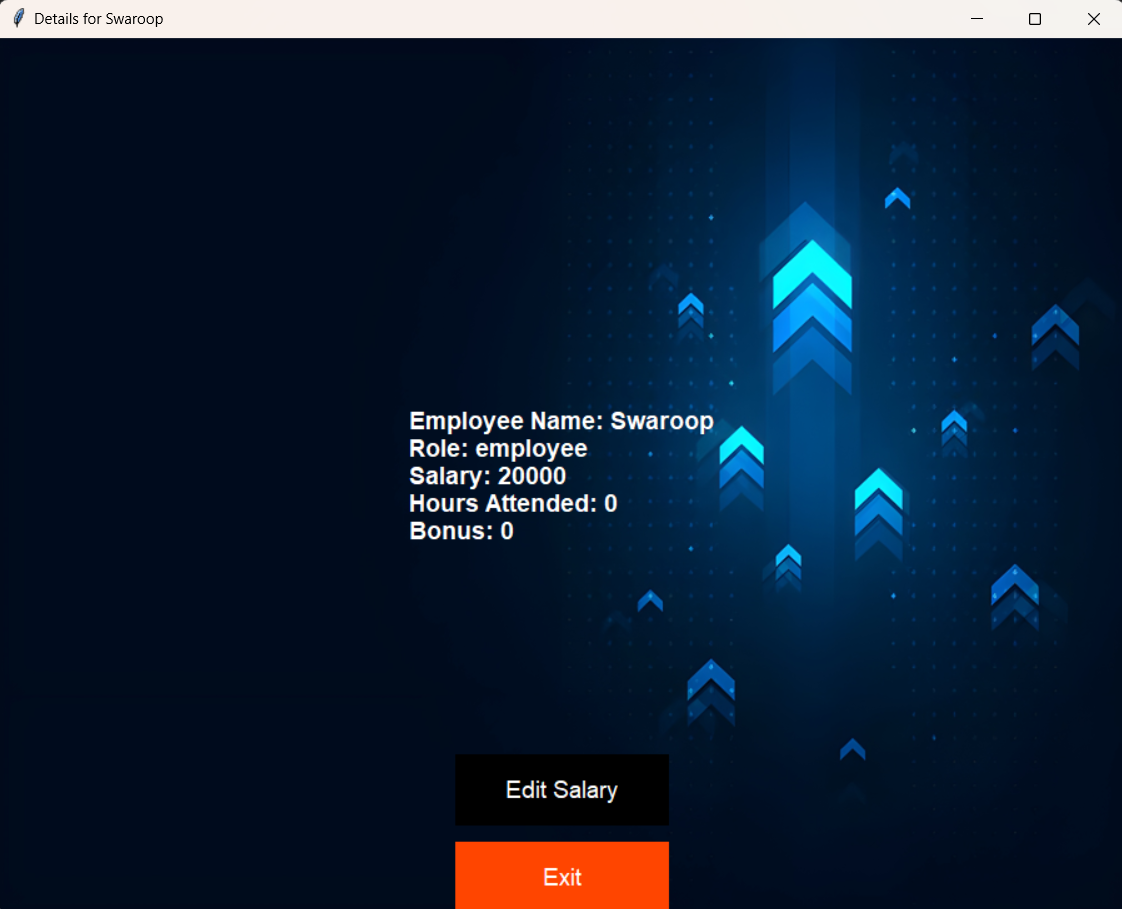 Details for Swaroop
Employee Name: Swaroop
Role: employee
Salary: 20000
Hours Attended: 0
Bonus: 0
Edit Salary
Exit